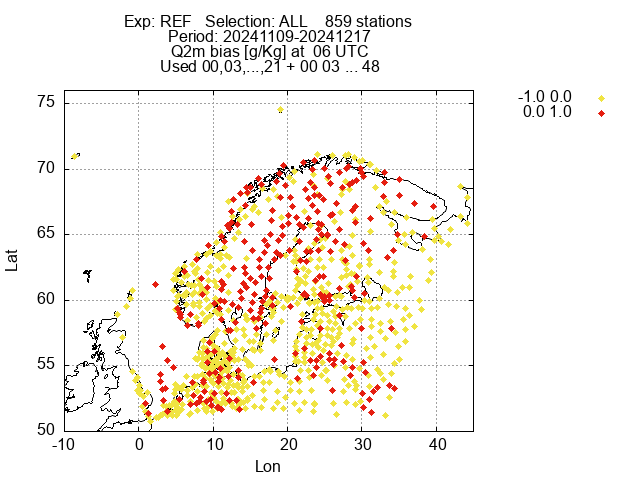 Exp: REF   Selection: ALL    859 stations
Period: 20241109-20241217
Q2m bias [g/Kg] at  06 UTC
Used 00,03,...,21 + 00 03 ... 48
-1.0 0.0
0.0 1.0
75
70
65
60
55
50
Lat
-10 0 10 20 30 40
Lon